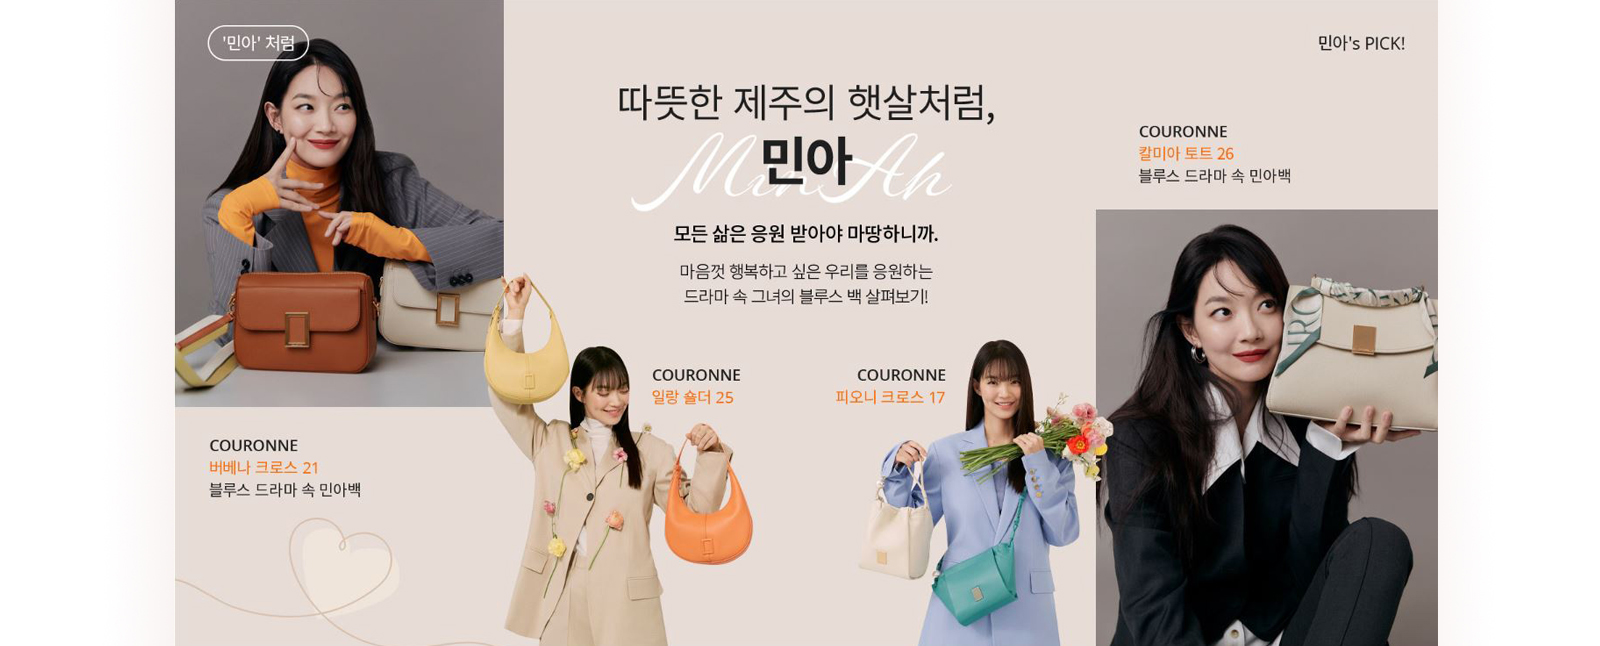 '민아' 처럼
민아's PICK!
따뜻한 제주의 햇살처럼,
민아
MinAh
모든 삶은 응원 받아야 마땅하니까.
마음껏 행복하고 싶은 우리를 응원하는
드라마 속 그녀의 블루스 백 살펴보기!
COURONNE
칼미아 토트 26
블루스 드라마 속 민아백
COURONNE
일랑 숄더 25
COURONNE
피오니 크로스 17
COURONNE
버베나 크로스 21
블루스 드라마 속 민아백